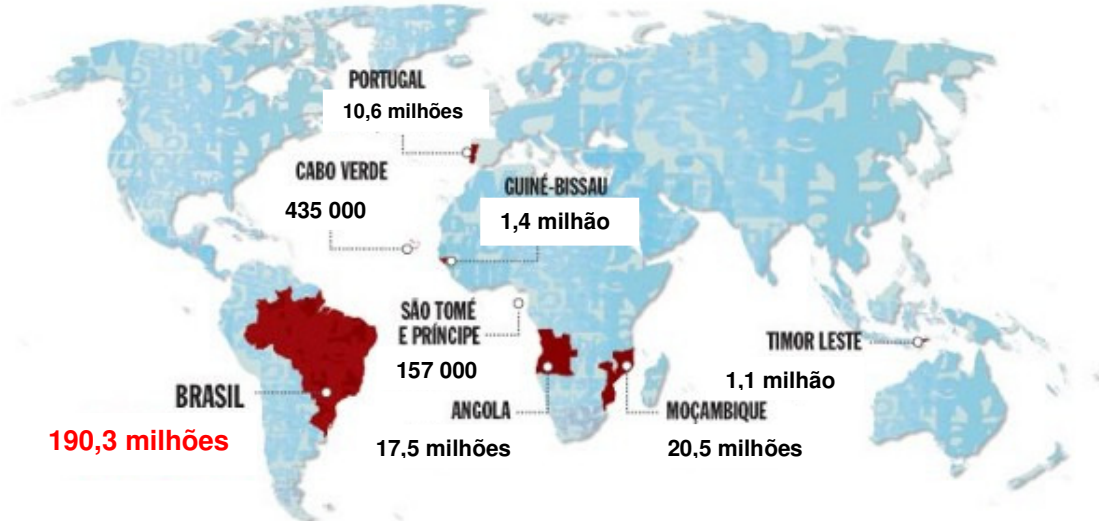 PORTUGAL
10,6 milhões
CABO VERDE
435 000
GUINÉ-BISSAU
1,4 milhão
SÃO TOMÉ
E PRÍNCIPE
157 000
TIMOR LESTE
1,1 milhão
BRASIL
190,3 milhões
ANGOLA
17,5 milhões
MOÇAMBIQUE
20,5 milhões